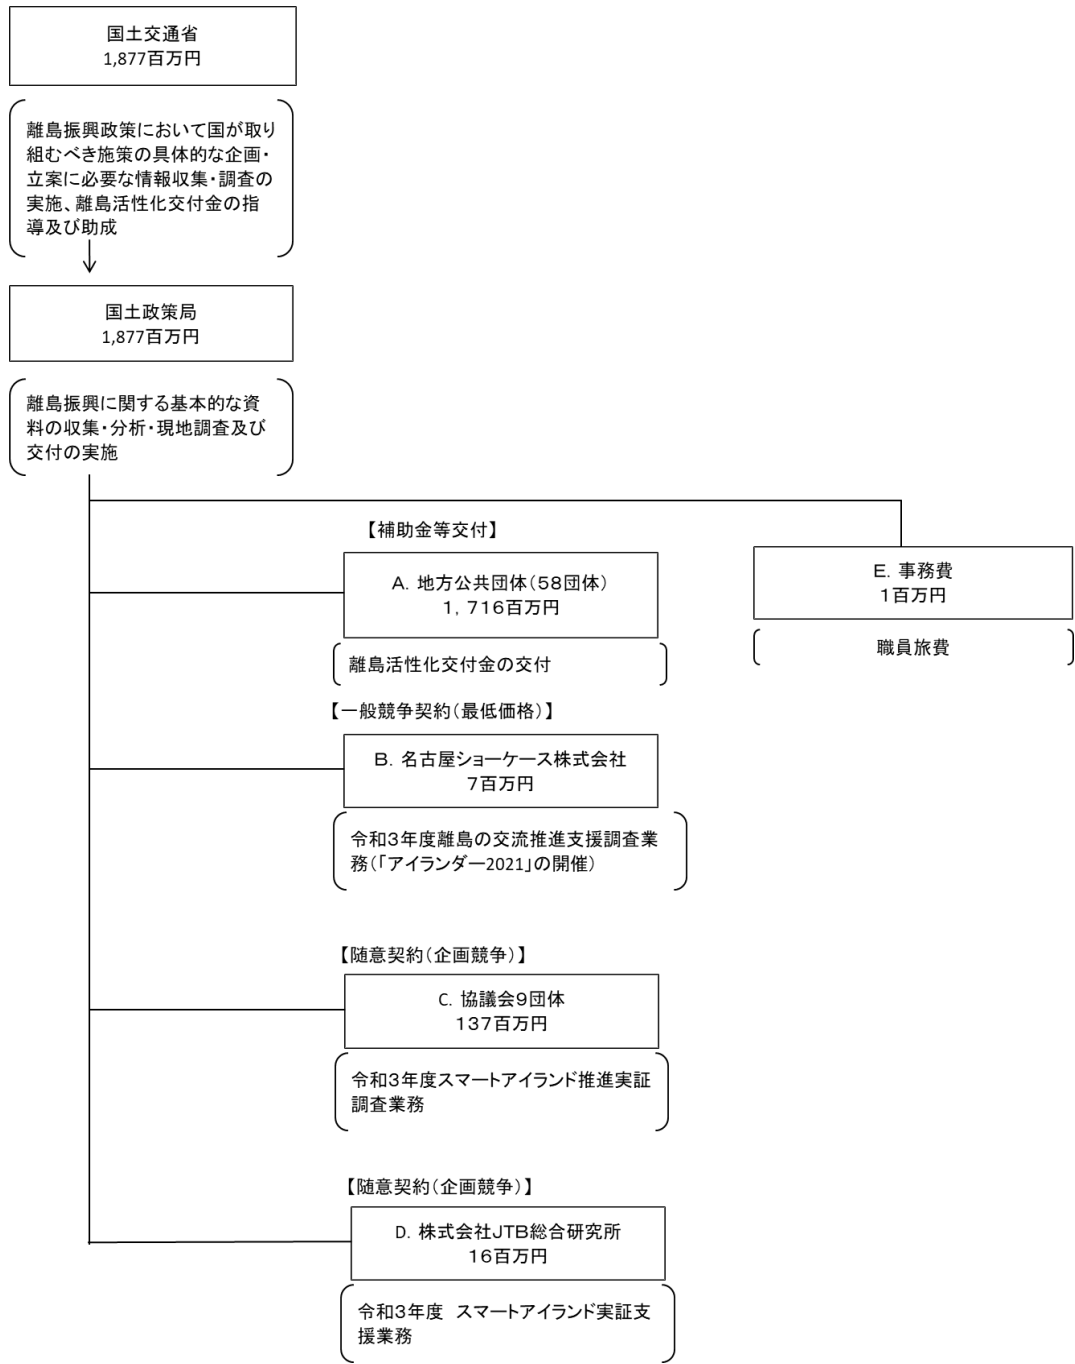 国土交通省
1,877百万円
離島振興政策において国が取り
組むべき施策の具体的な企画・
立案に必要な情報収集・調査の
実施、離島活性化交付金の指
導及び助成
国土政策局
1,877百万円
離島振興に関する基本的な資
料の収集・分析・現地調査及び
交付の実施
【補助金等交付】
A. 地方公共団体（58団体）
1，716百万円
離島活性化交付金の交付
E. 事務費
1百万円
職員旅費
【一般競争契約（最低価格）】
B. 名古屋ショーケース株式会社
7百万円
令和3年度離島の交流推進支援調査業
務（「アイランダー2021」の開催）
【随意契約（企画競争）】
C. 協議会9団体
137百万円
令和3年度スマートアイランド推進実証
調査業務
【随意契約（企画競争）】
D. 株式会社JTB総合研究所
16百万円
令和3年度　スマートアイランド実証支
援業務